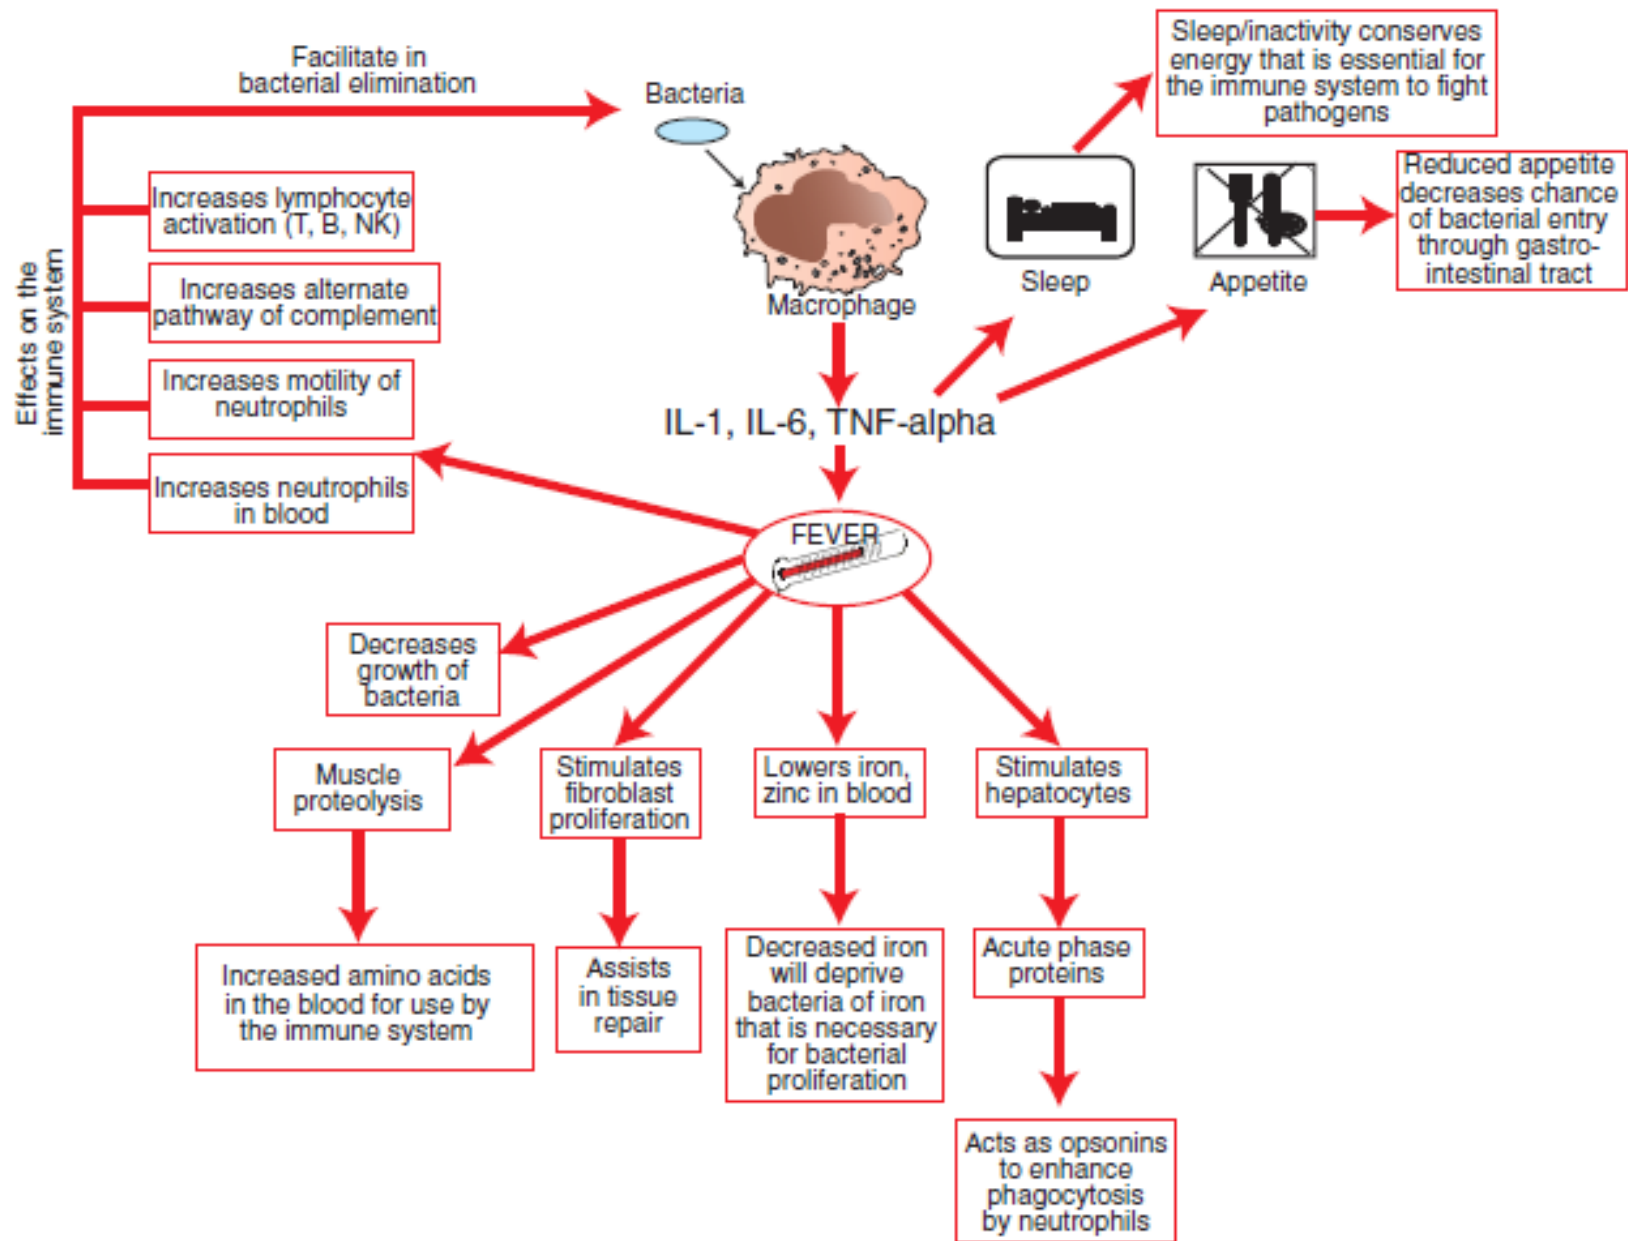 Facilitate in
bacterial elimination
Bacteria
Sleep/inactivity conserves
energy that is essential for
the immune system to fight
pathogens
Reduced appetite
decreases chance
of bacterial entry
through gastro-
intestinal tract
Sleep
Appetite
Macrophage
Effects on the
immune system
Increases lymphocyte
activation (T, B, NK)
Increases alternate
pathway of complement
Increases motility of
neutrophils
Increases neutrophils
in blood
IL-1, IL-6, TNF-alpha
FEVER
Decreases
growth of
bacteria
Muscle
proteolysis
Stimulates
fibroblast
proliferation
Lowers iron,
zinc in blood
Stimulates
hepatocytes
Increased amino acids
in the blood for use by
the immune system
Assists
in tissue
repair
Decreased iron
will deprive
bacteria of iron
that is necessary
for bacterial
proliferation
Acute phase
proteins
Acts as opsonins
to enhance
phagocytosis
by neutrophils